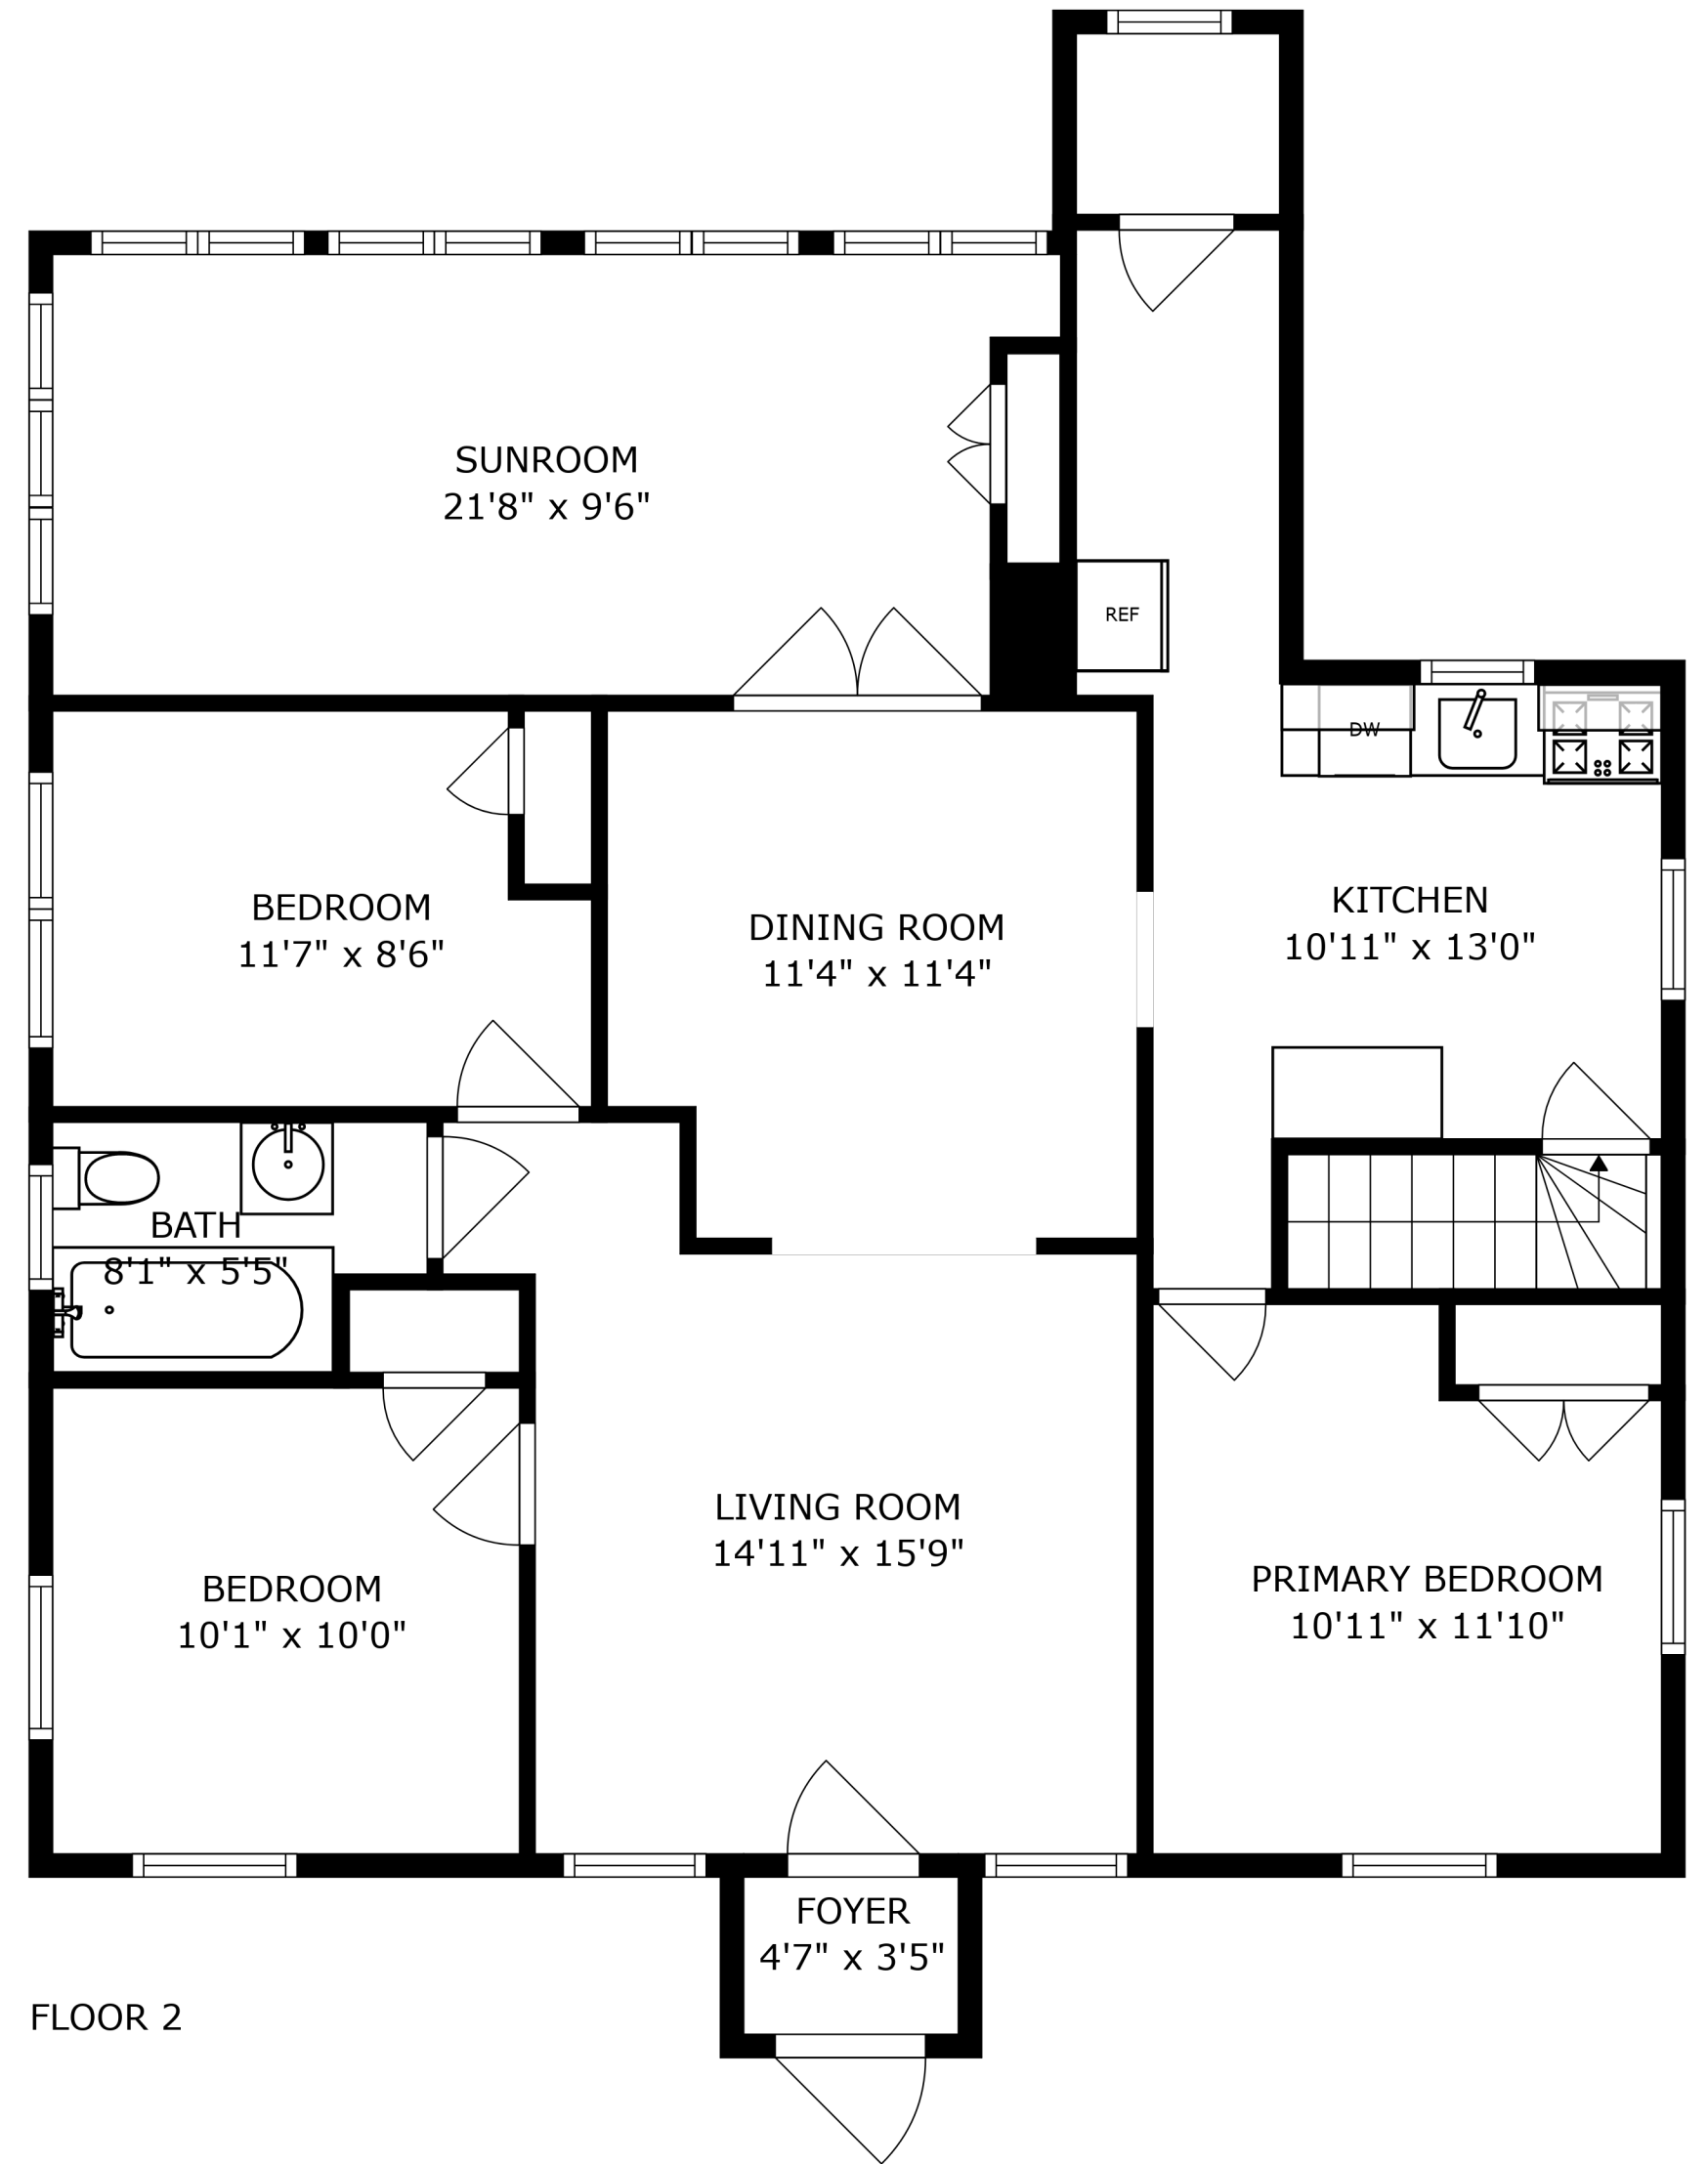 SUNROOM
21'8" x 9'6"
REF
DW
BEDROOM
11'7" x 8'6"
DINING ROOM
11'4" x 11'4"
KITCHEN
10'11" x 13'0"
BATH
8'1" x 5'5"
LIVING ROOM
14'11" x 15'9"
BEDROOM
10'1" x 10'0"
PRIMARY BEDROOM
10'11" x 11'10"
FOYER
4'7" x 3'5"
FLOOR 2